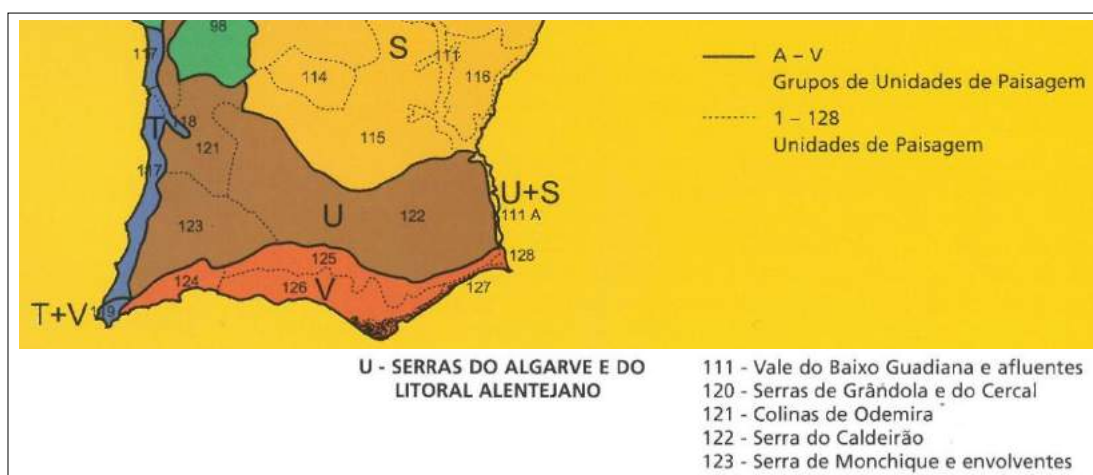 98
S
117
111
114
116
118
T
115
121
117
U+S
111 A
122
U
123
125
128
124
126
V
127
T+V
119
A – V
Grupos de Unidades de Paisagem
1 – 128
Unidades de Paisagem
U - SERRAS DO ALGARVE E DO
LITORAL ALENTEJANO
111 - Vale do Baixo Guadiana e afluentes
120 - Serras de Grândola e do Cercal
121 - Colinas de Odemira
122 - Serra do Caldeirão
123 - Serra de Monchique e envolventes